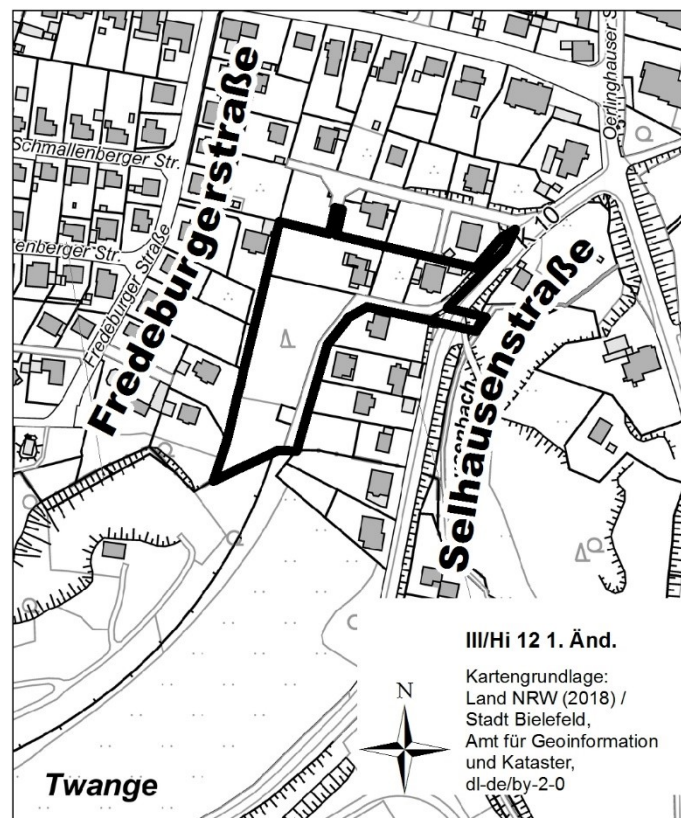 Oerlinghauser S
Schmallenberger Str.
Fredeburgerstraße
10
enberger Str.
Fredeburger Straße
Selhausenstraße
senbach
III/Hi 12 1. Änd.
Kartengrundlage:
Land NRW (2018) /
Stadt Bielefeld,
Amt für Geoinformation
und Kataster,
dl-de/by-2-0
N
Twange